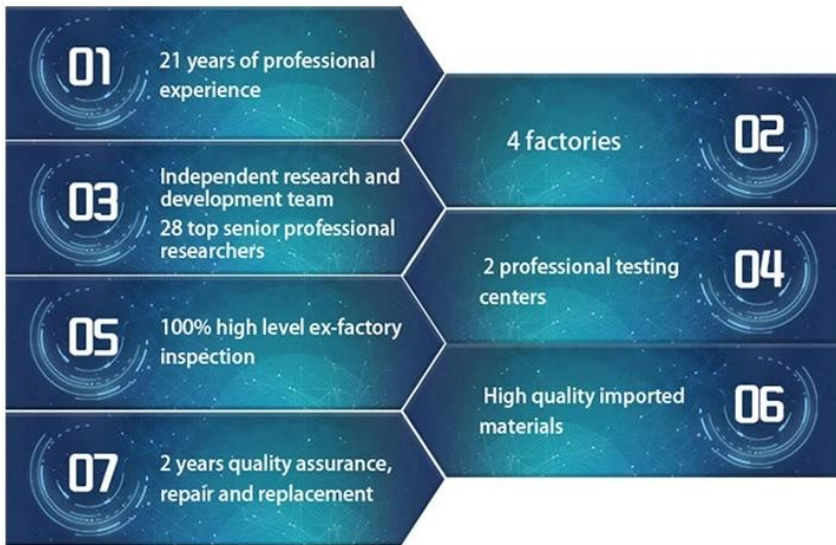 01
21 years of professional
experience
02
4 factories
03
Independent research and
development team
28 top senior professional
researchers
04
2 professional testing
centers
05
100% high level ex-factory
inspection
06
High quality imported
materials
07
2 years quality assurance,
repair and replacement